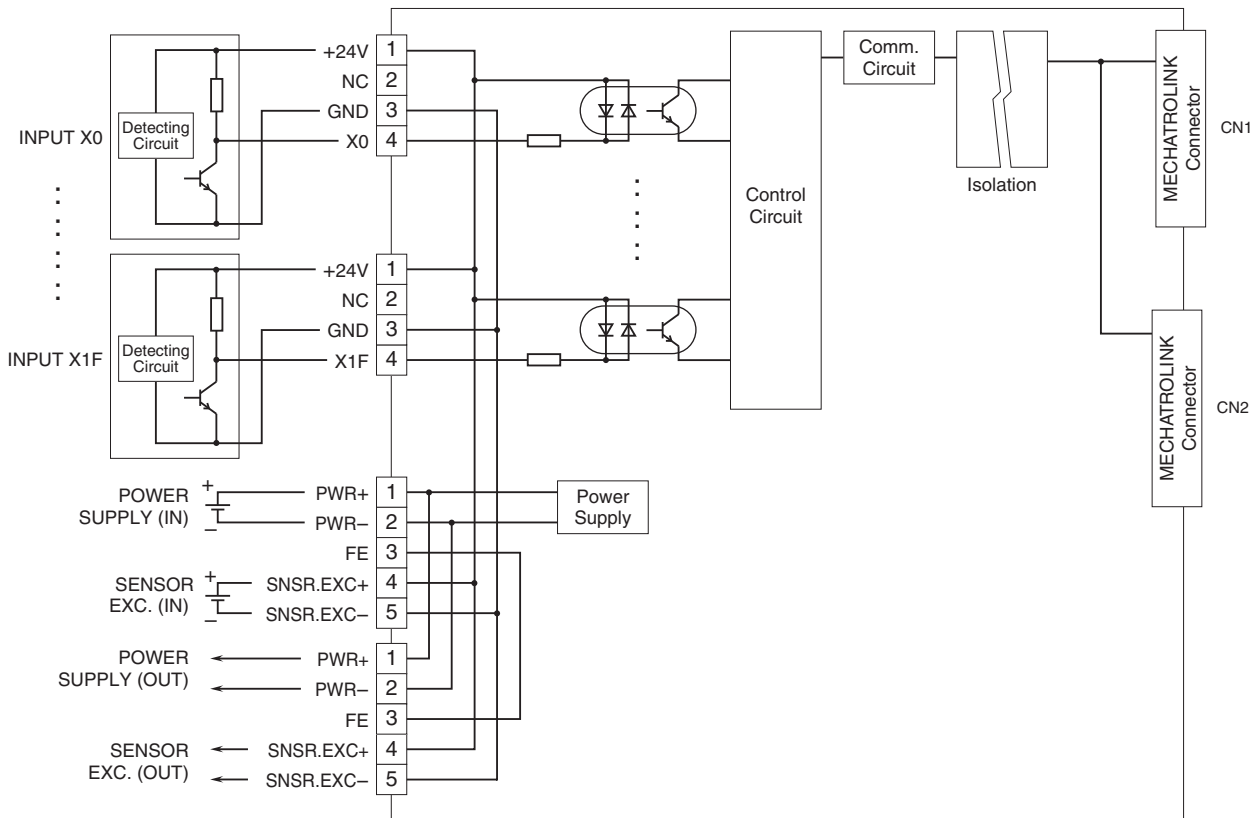 INPUT X0
Detecting
Circuit
+24V 1
NC 2
GND 3
X0 4
INPUT X1F
Detecting
Circuit
+24V 1
NC 2
GND 3
X1F 4
Control
Circuit
Comm.
Circuit
Isolation
MECHATROLINK
Connector
CN1
MECHATROLINK
Connector
CN2
POWER
SUPPLY (IN)
+
–
PWR+ 1
PWR– 2
FE 3
SENSOR
EXC. (IN)
+
–
SNSR.EXC+ 4
SNSR.EXC– 5
Power
Supply
POWER
SUPPLY (OUT)
PWR+ 1
PWR– 2
FE 3
SENSOR
EXC. (OUT)
SNSR.EXC+ 4
SNSR.EXC– 5